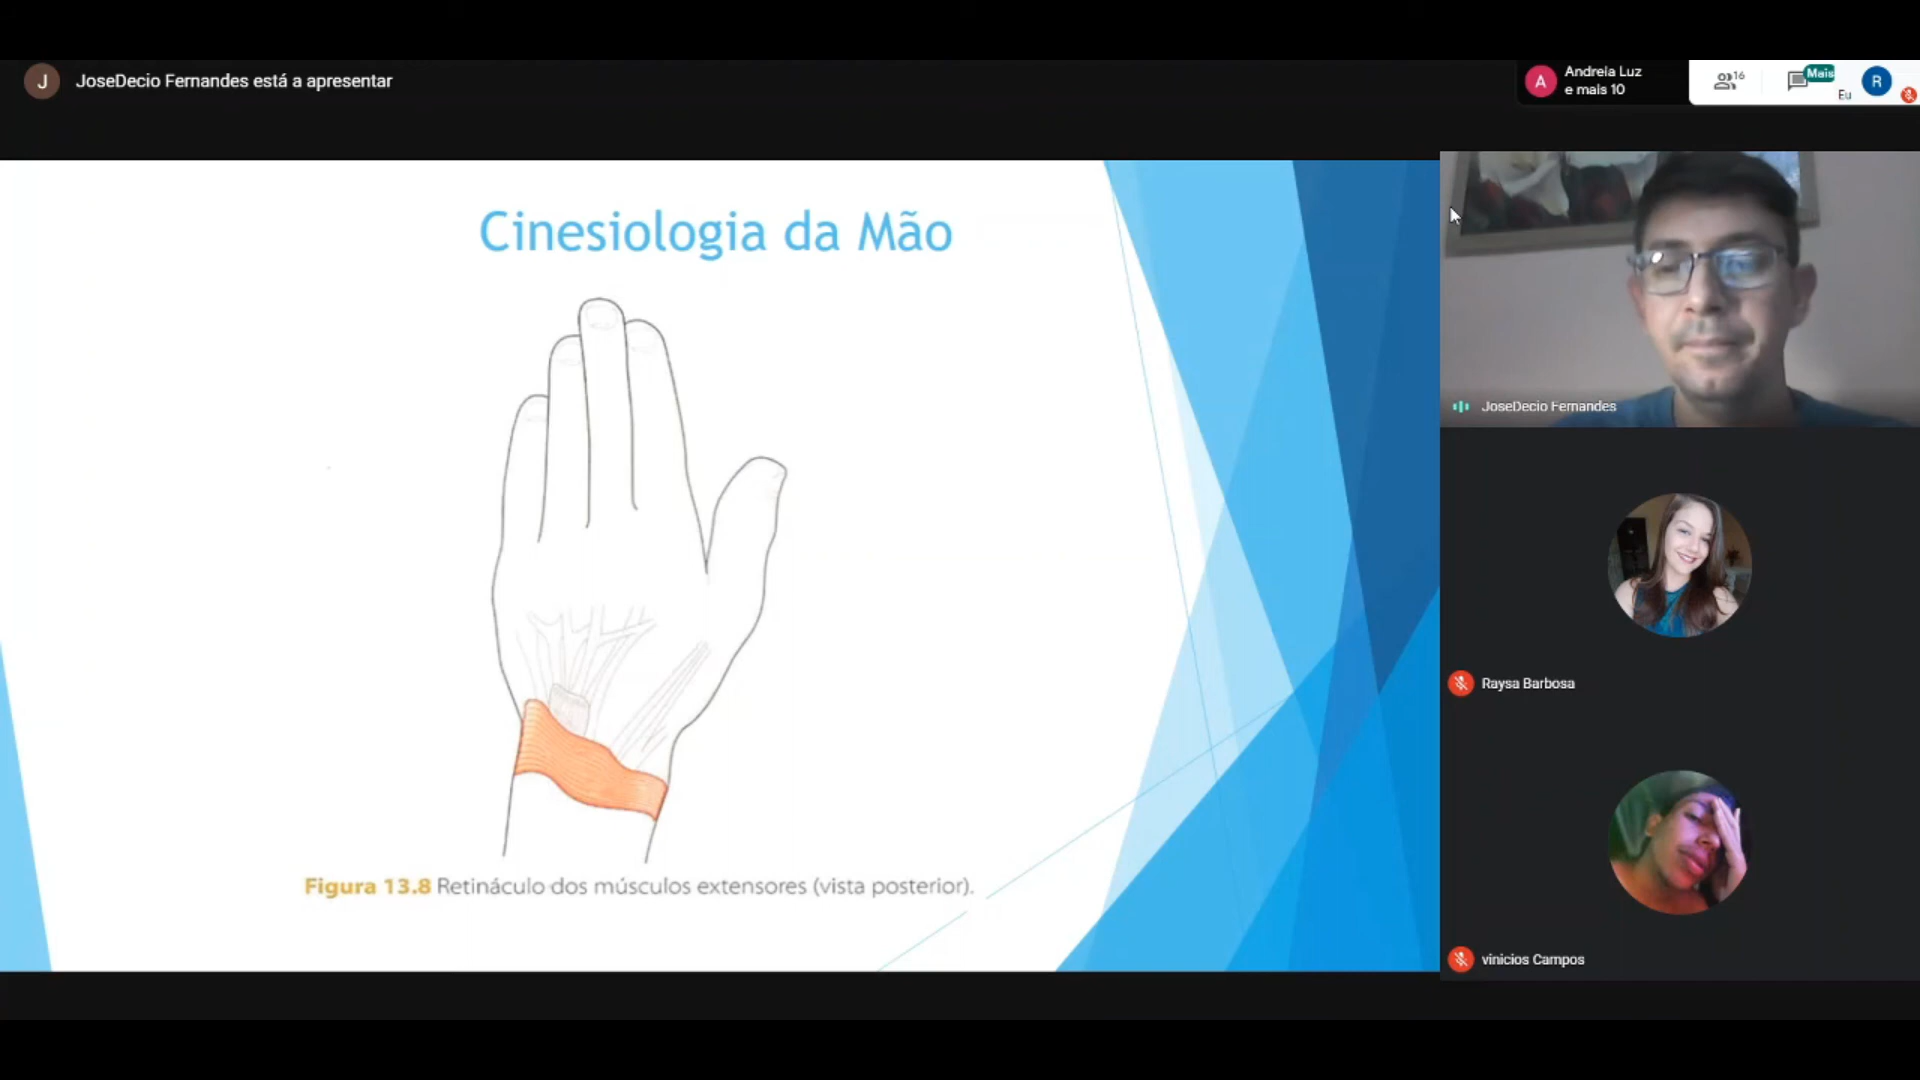 J
JoseDecio Fernandes está a apresentar
A
Andreia Luz
e mais 10
16
Mais
Eu
R
Cinesiologia da Mão
Figura 13.8 Retináculo dos músculos extensores (vista posterior).
JoseDecio Fernandes
Raysa Barbosa
vinicios Campos